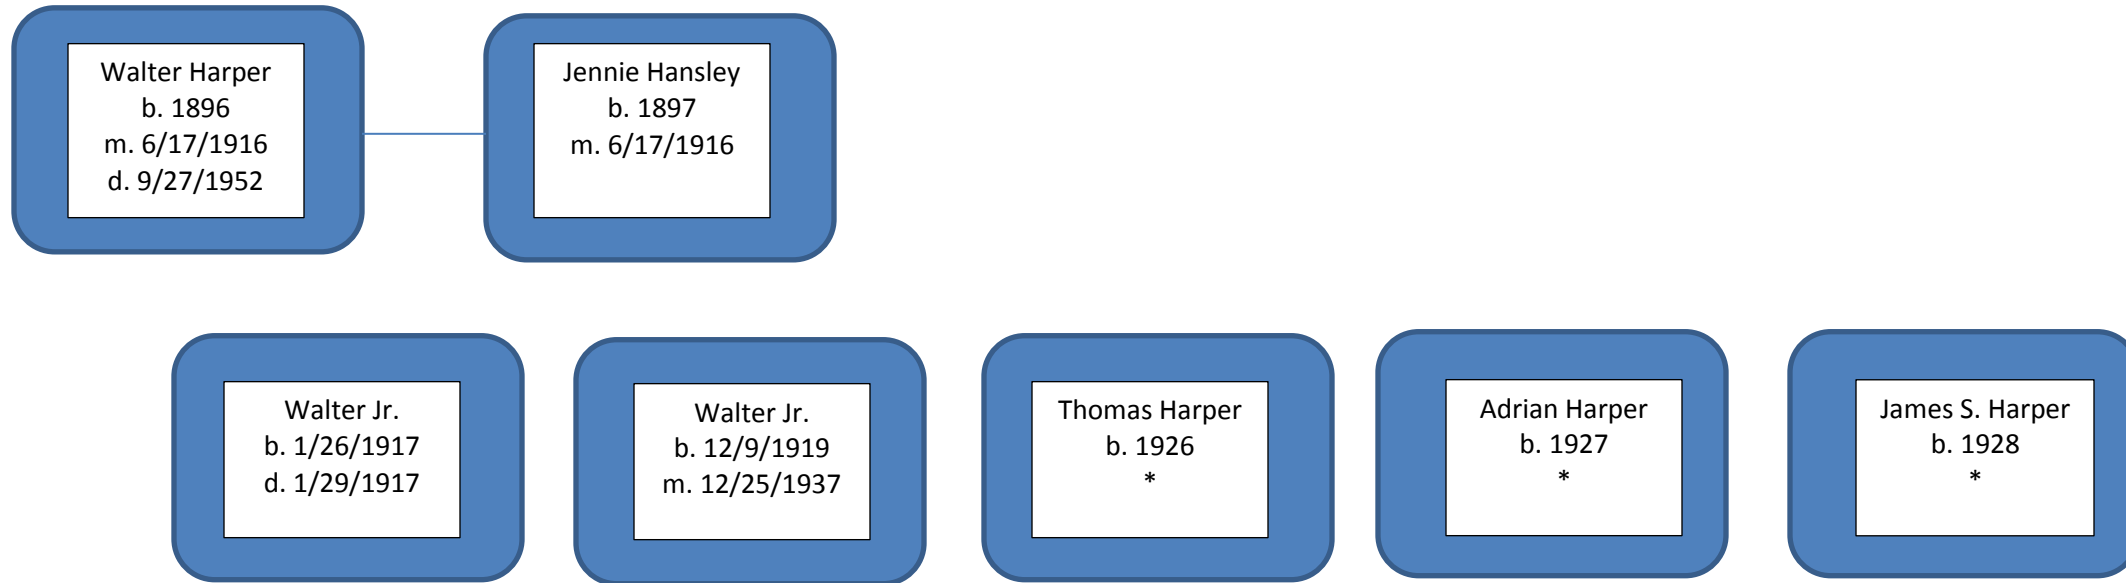 Walter Harper
b. 1896
m. 6/17/1916
d. 9/27/1952
Jennie Hansley
b. 1897
m. 6/17/1916
Walter Jr.
b. 1/26/1917
d. 1/29/1917
Walter Jr.
b. 12/9/1919
m. 12/25/1937
Thomas Harper
b. 1926
*
Adrian Harper
b. 1927
*
James S. Harper
b. 1928
*